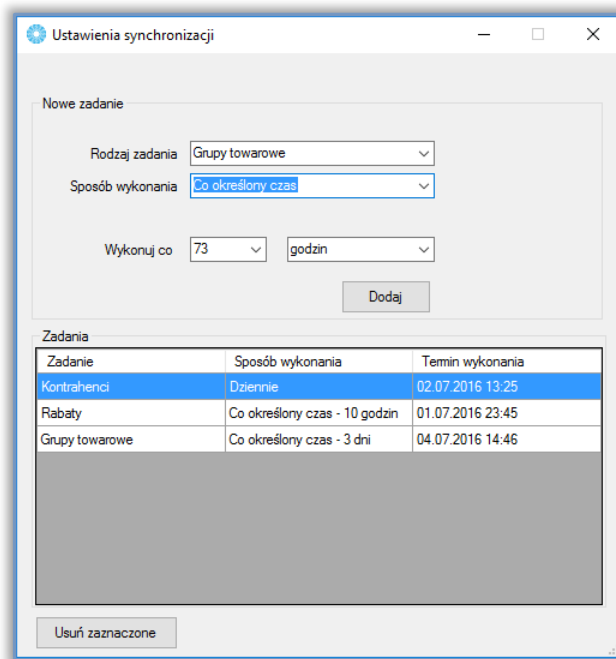 Ustawienia synchronizacji
Nowe zadanie
Rodzaj zadania Grupy towarowe
Sposób wykonania Co określony czas
Wykonuj co 73 godzin
Dodaj
Zadania
Zadanie Sposób wykonania Termin wykonania
Kontrahenci Dziennie 02.07.2016 13:25
Rabaty Co określony czas - 10 godzin 01.07.2016 23:45
Grupy towarowe Co określony czas - 3 dni 04.07.2016 14:46
Usuń zaznaczone